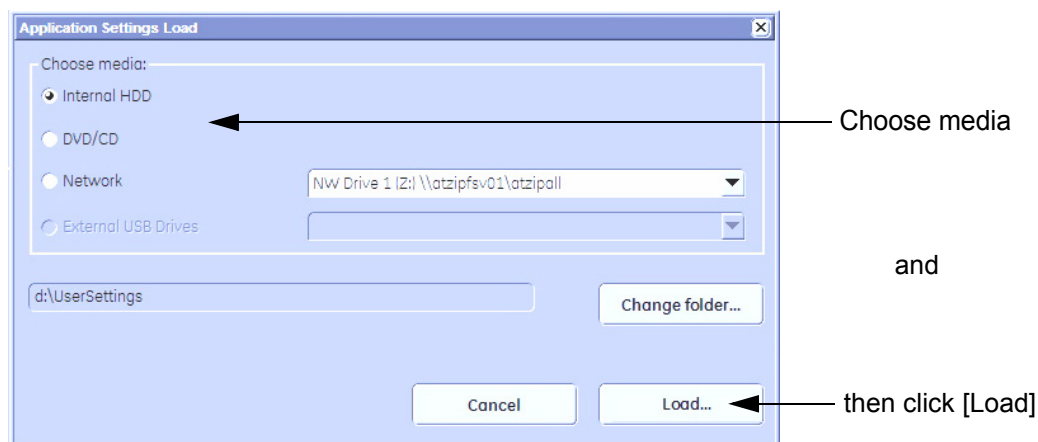 Application Settings Load
Choose media:
Internal HDD
Choose media
DVD/CD
Network NW Drive 1 (Z:) \\atzipfsv01\atzipall
External USB Drives
and
d:\UserSettings Change folder...
Cancel Load... then click [Load]